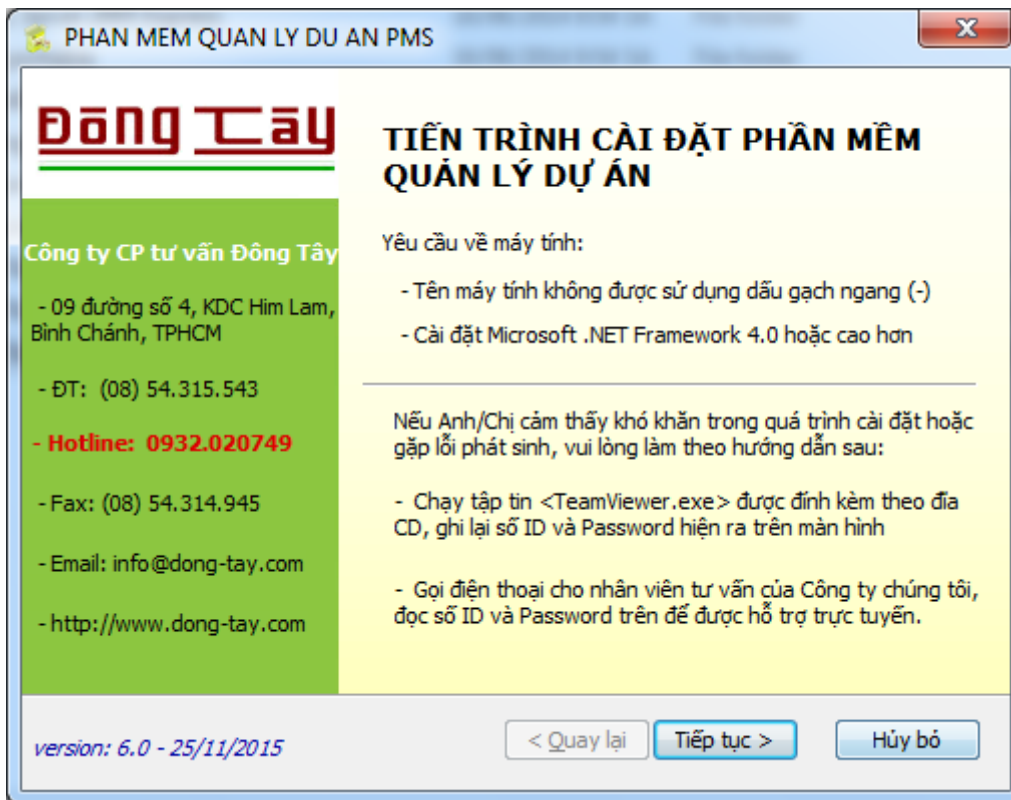 PHAN MEM QUAN LY DU AN PMS
Đông Tây
Công ty CP tư vấn Đông Tây
- 09 đường số 4, KDC Him Lam,
Bình Chánh, TPHCM
- ĐT: (08) 54.315.543
- Hotline: 0932.020749
- Fax: (08) 54.314.945
- Email: info@dong-tay.com
- http://www.dong-tay.com
TIẾN TRÌNH CÀI ĐẶT PHẦN MỀM
QUẢN LÝ DỰ ÁN
Yêu cầu về máy tính:
- Tên máy tính không được sử dụng dấu gạch ngang (-)
- Cài đặt Microsoft .NET Framework 4.0 hoặc cao hơn
Nếu Anh/Chị cảm thấy khó khăn trong quá trình cài đặt hoặc
gặp lỗi phát sinh, vui lòng làm theo hướng dẫn sau:
- Chạy tập tin <TeamViewer.exe> được đính kèm theo đĩa
CD, ghi lại số ID và Password hiện ra trên màn hình
- Gọi điện thoại cho nhân viên tư vấn của Công ty chúng tôi,
đọc số ID và Password trên để được hỗ trợ trực tuyến.
version: 6.0 - 25/11/2015
< Quay lại
Tiếp tục >
Hủy bỏ